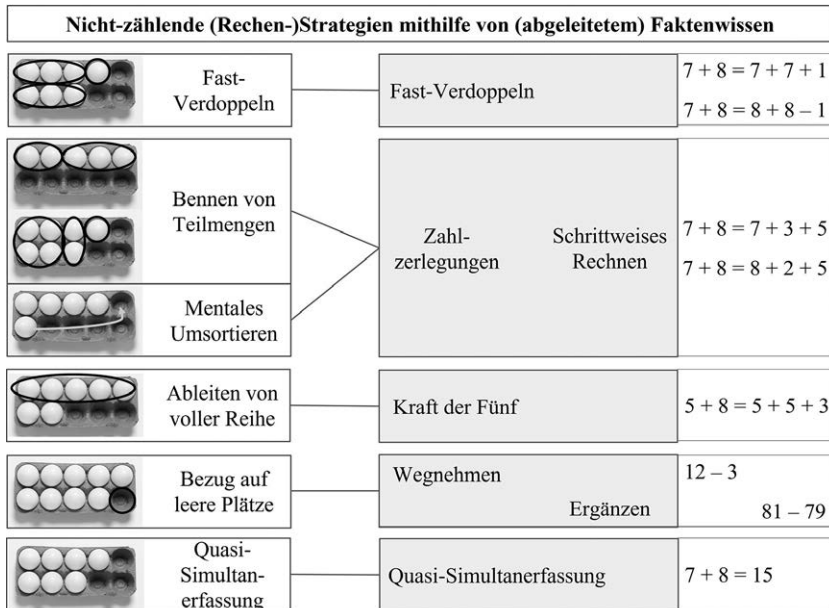 Nicht-zählende (Rechen-)Strategien mithilfe von (abgeleitetem) Faktenwissen
Fast-
Verdoppeln
Fast-Verdoppeln
7 + 8 = 7 + 7 + 1
7 + 8 = 8 + 8 – 1
Bennen von
Teilmengen
Mentales
Umsortieren
Zahl-
zerlegungen
Schrittweises
Rechnen
7 + 8 = 7 + 3 + 5
7 + 8 = 8 + 2 + 5
Ableiten von
voller Reihe
Kraft der Fünf
5 + 8 = 5 + 5 + 3
Bezug auf
leere Plätze
Wegnehmen
Ergänzen
12 – 3
81 – 79
Quasi-
Simultan-
erfassung
Quasi-Simultanerfassung
7 + 8 = 15